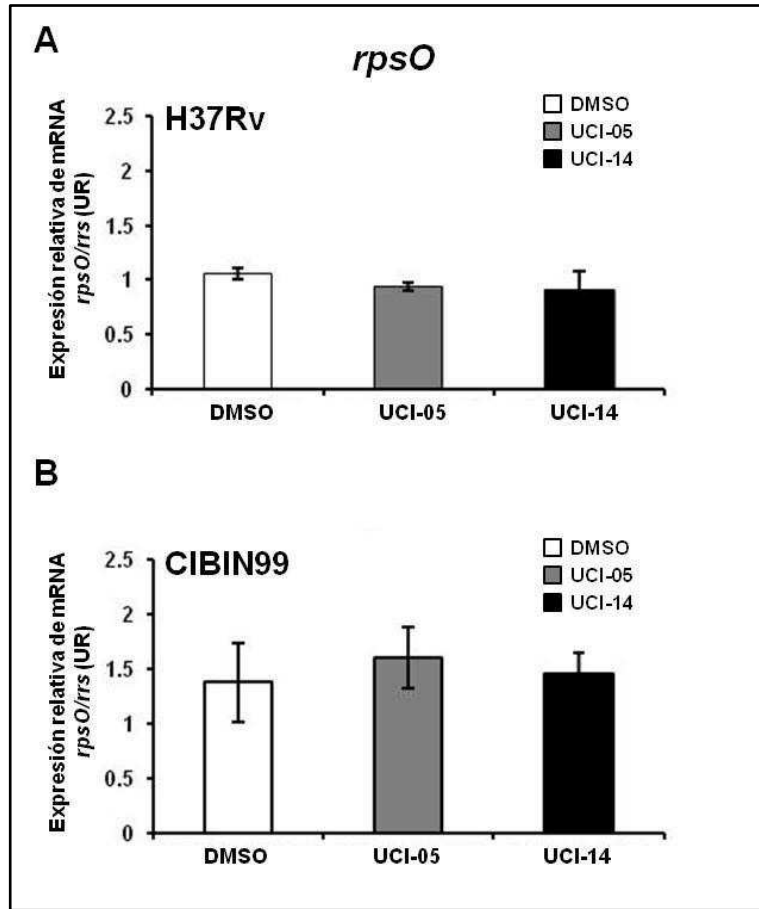 A
rpsO
H37Rv
DMSO
UCI-05
UCI-14
Expresión relativa de mRNA
rpsO/rrs (UR)
2.5
2
1.5
1
0.5
0
DMSO UCI-05 UCI-14
B
CIBIN99
DMSO
UCI-05
UCI-14
Expresión relativa de mRNA
rpsO/rrs (UR)
2.5
2
1.5
1
0.5
0
DMSO UCI-05 UCI-14